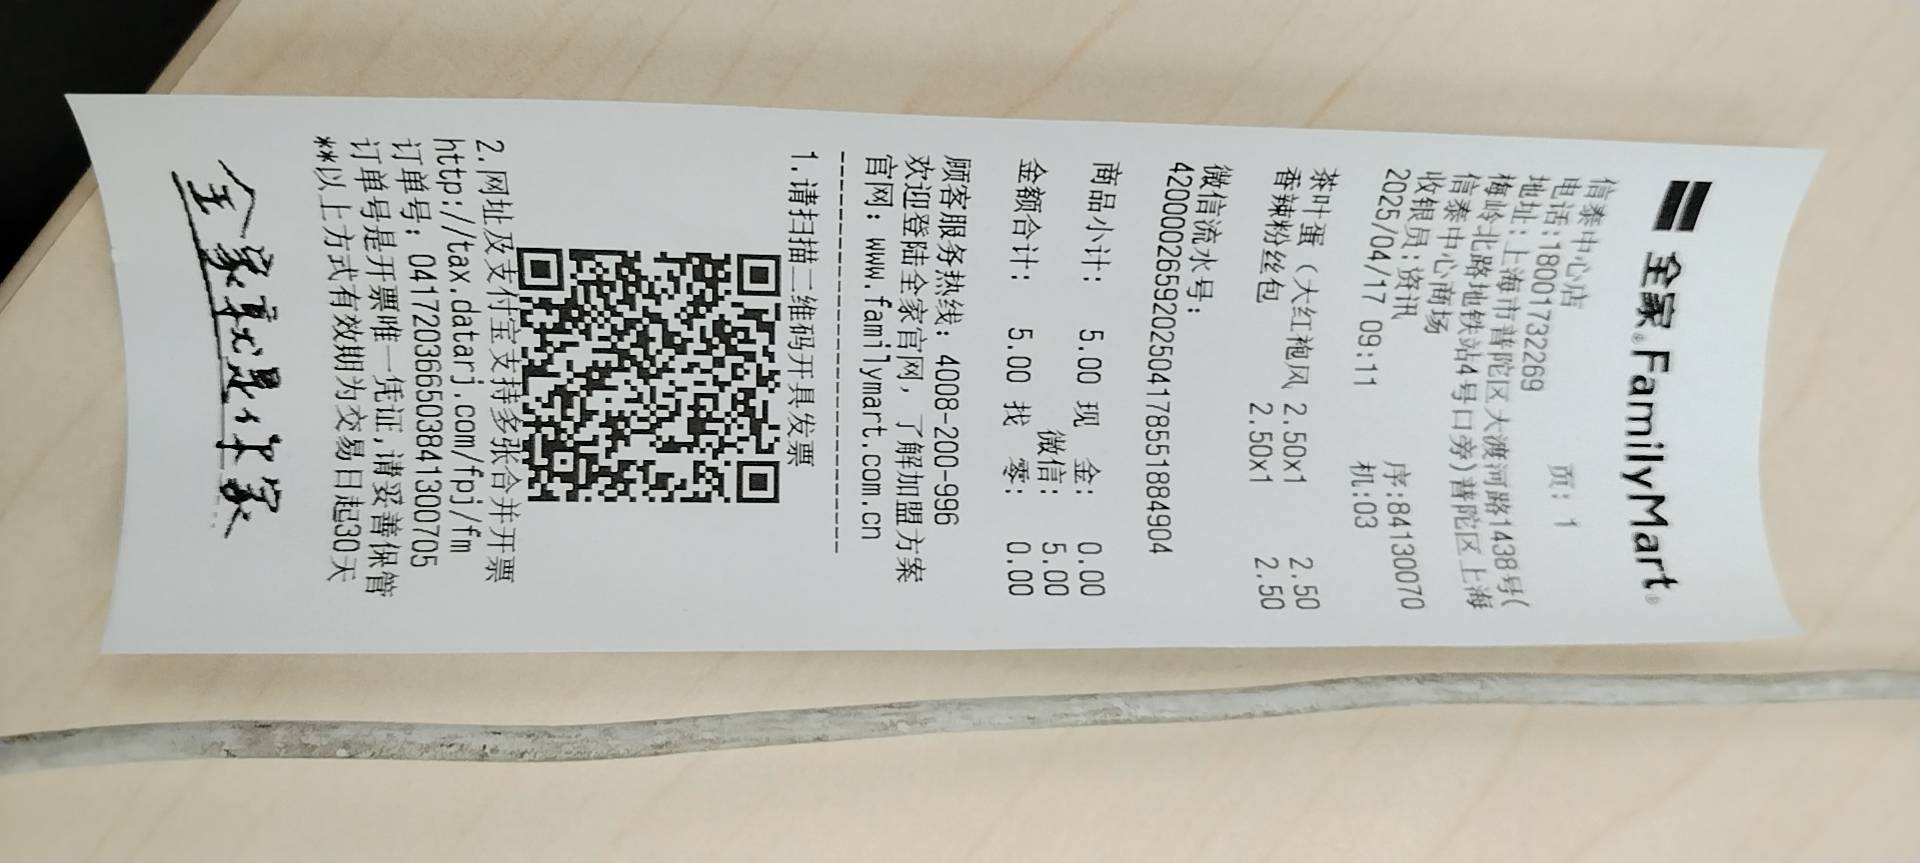 全家®FamilyMart®
信泰中心店
电话:18001732269 页: 1
地址:上海市普陀区大渡河路1438号(
梅岭北路地铁站4号口旁)普陀区上海
信泰中心商场
收银员:资讯 序:84130070
2025/04/17 09:11 机:03
茶叶蛋(大红袍风 2.50x1 2.50
香辣粉丝包 2.50x1 2.50
微信流水号:
4200002659202504178551884904
商品小计: 5.00 现 金: 0.00
微信: 5.00
金额合计: 5.00 找 零: 0.00
顾客服务热线: 4008-200-996
欢迎登陆全家官网, 了解加盟方案
官网: www.familymart.com.cn
--------------------------------
1.请扫描二维码开具发票
2.网址及支付宝支持多张合并开票
http://tax.datarj.com/fpj/fm
订单号: 0417203665038413007​05
订单号是开票唯一凭证,请妥善保管
**以上方式有效期为交易日起30天
全家就是你家